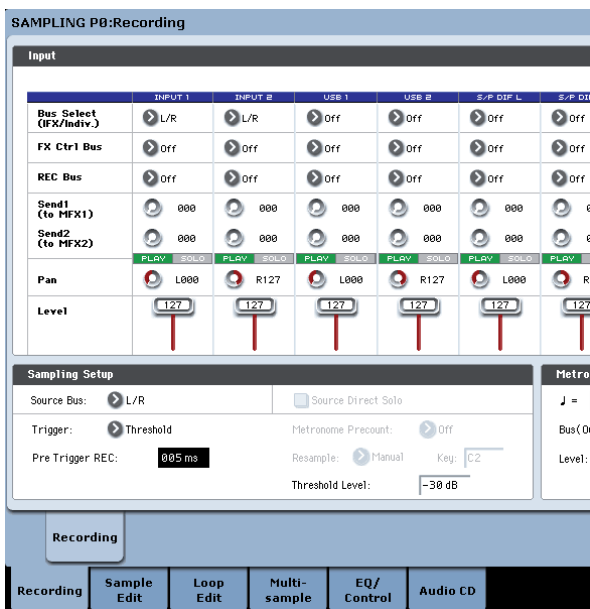 SAMPLING P0:Recording
Input
INPUT 1 INPUT 2 USB 1 USB 2 S/P DIF L S/P DI
Bus Select (IFX/Indiv.) L/R L/R Off Off Off Off
FX Ctrl Bus Off Off Off Off Off Off
REC Bus Off Off Off Off Off Off
Send1 (to MFX1) 000 000 000 000 000
Send2 (to MFX2) 000 000 000 000 000
PLAY SOLO PLAY SOLO PLAY SOLO PLAY SOLO PLAY SOLO PLAY
Pan L000 R127 L000 R127 L000 R
Level 127 127 127 127 127 127
Sampling Setup Metro
Source Bus: L/R Source Direct Solo ♩ =
Trigger: Threshold Metronome Precount: Off Bus(Ou
Pre Trigger REC: 005 ms Resample: Manual Key: C2 Level:
Threshold Level: -30 dB
Recording
Recording Sample Edit Loop Edit Multi-sample EQ/Control Audio CD